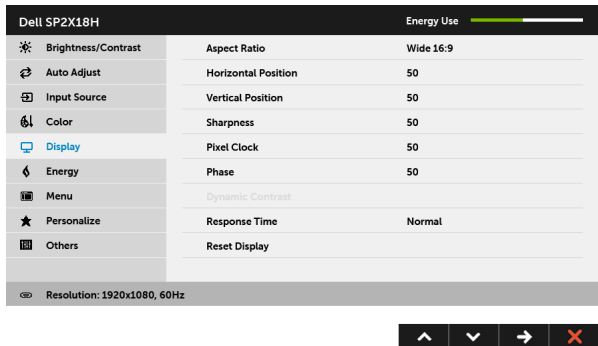 Dell SP2X18H Energy Use
Brightness/Contrast Aspect Ratio Wide 16:9
Auto Adjust Horizontal Position 50
Input Source Vertical Position 50
Color Sharpness 50
Display Pixel Clock 50
Energy Phase 50
Menu Dynamic Contrast
Personalize Response Time Normal
Others Reset Display
Resolution: 1920x1080, 60Hz